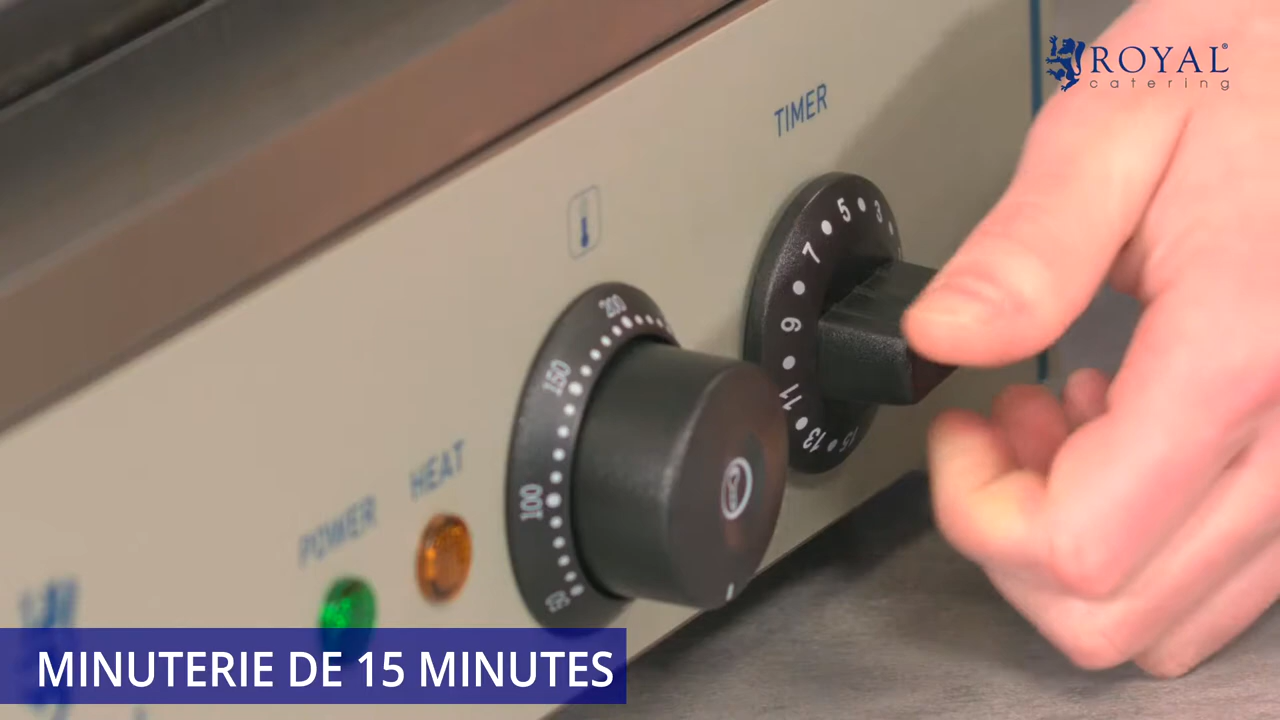 ROYAL®
catering
TIMER
3
5
7
9
11
13
15
200
150
100
HEAT
POWER
MINUTERIE DE 15 MINUTES